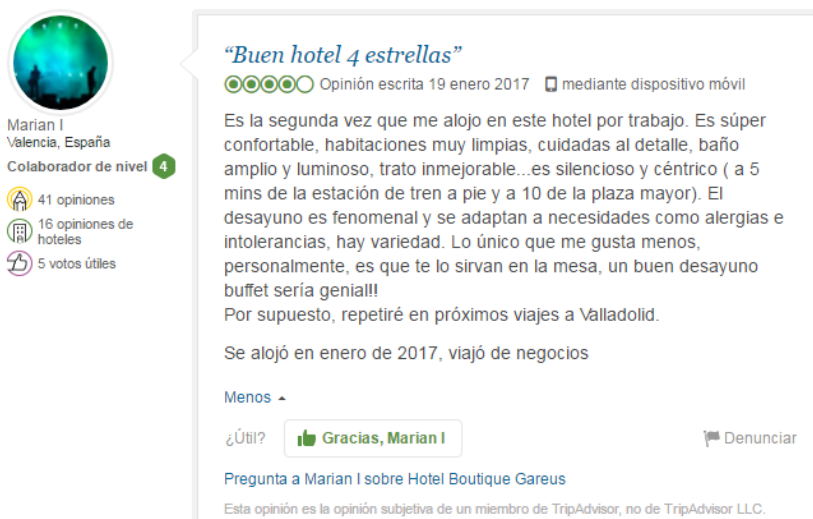 Marian I
Valencia, España
Colaborador de nivel 4
41 opiniones
16 opiniones de
hoteles
5 votos útiles
“Buen hotel 4 estrellas”
Opinión escrita 19 enero 2017 mediante dispositivo móvil
Es la segunda vez que me alojo en este hotel por trabajo. Es súper
confortable, habitaciones muy limpias, cuidadas al detalle, baño
amplio y luminoso, trato inmejorable...es silencioso y céntrico ( a 5
mins de la estación de tren a pie y a 10 de la plaza mayor). El
desayuno es fenomenal y se adaptan a necesidades como alergias e
intolerancias, hay variedad. Lo único que me gusta menos,
personalmente, es que te lo sirvan en la mesa, un buen desayuno
buffet sería genial!!
Por supuesto, repetiré en próximos viajes a Valladolid.
Se alojó en enero de 2017, viajó de negocios
Menos
¿Útil? Gracias, Marian I Denunciar
Pregunta a Marian I sobre Hotel Boutique Gareus
Esta opinión es la opinión subjetiva de un miembro de TripAdvisor, no de TripAdvisor LLC.